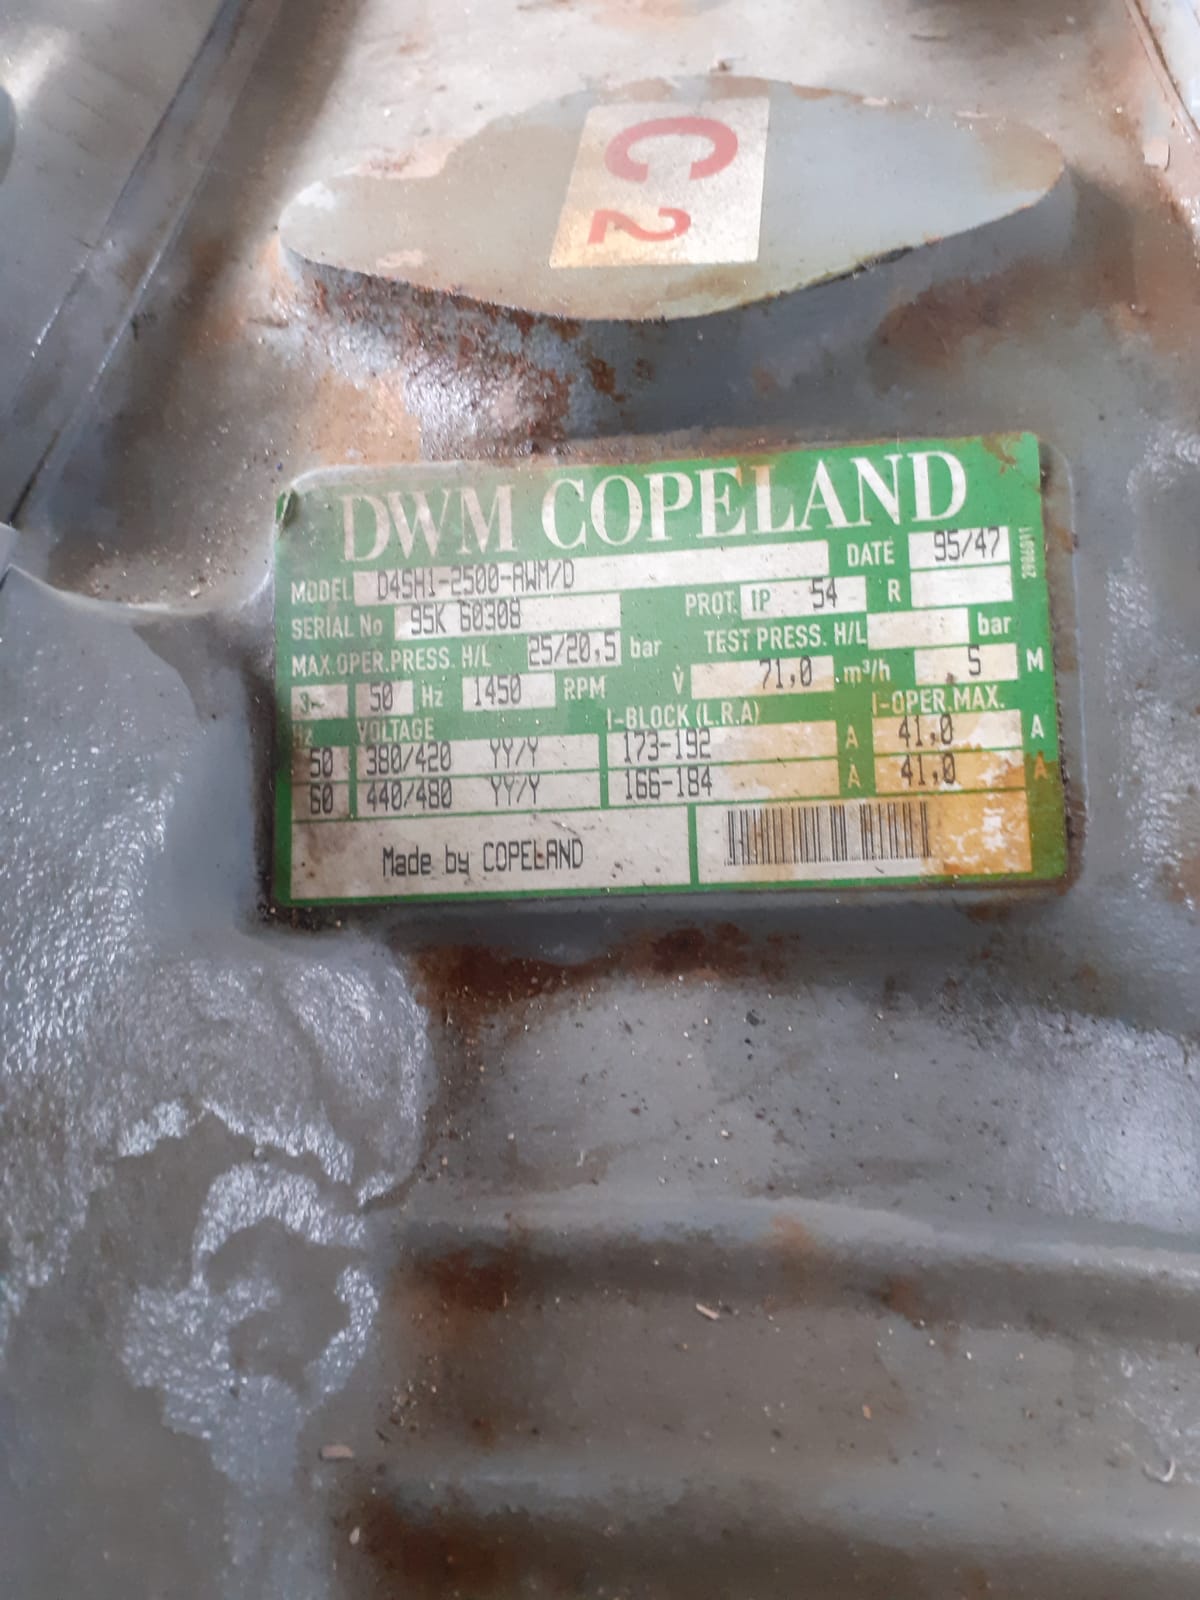 C 2
DWM COPELAND
MODEL D4SH1-2500-AWM/D DATE 95/47
SERIAL No 95K 60308 PROT. IP 54 R
MAX.OPER.PRESS. H/L 25/20,5 bar TEST PRESS. H/L bar
3~ 50 Hz 1450 RPM V̇ 71,0 m³/h S M
Hz VOLTAGE I-BLOCK (L.R.A) I-OPER.MAX.
50 380/420 YY/Y 173-192 A 41,0 A
60 440/480 YY/Y 166-184 A 41,0 A
Made by COPELAND